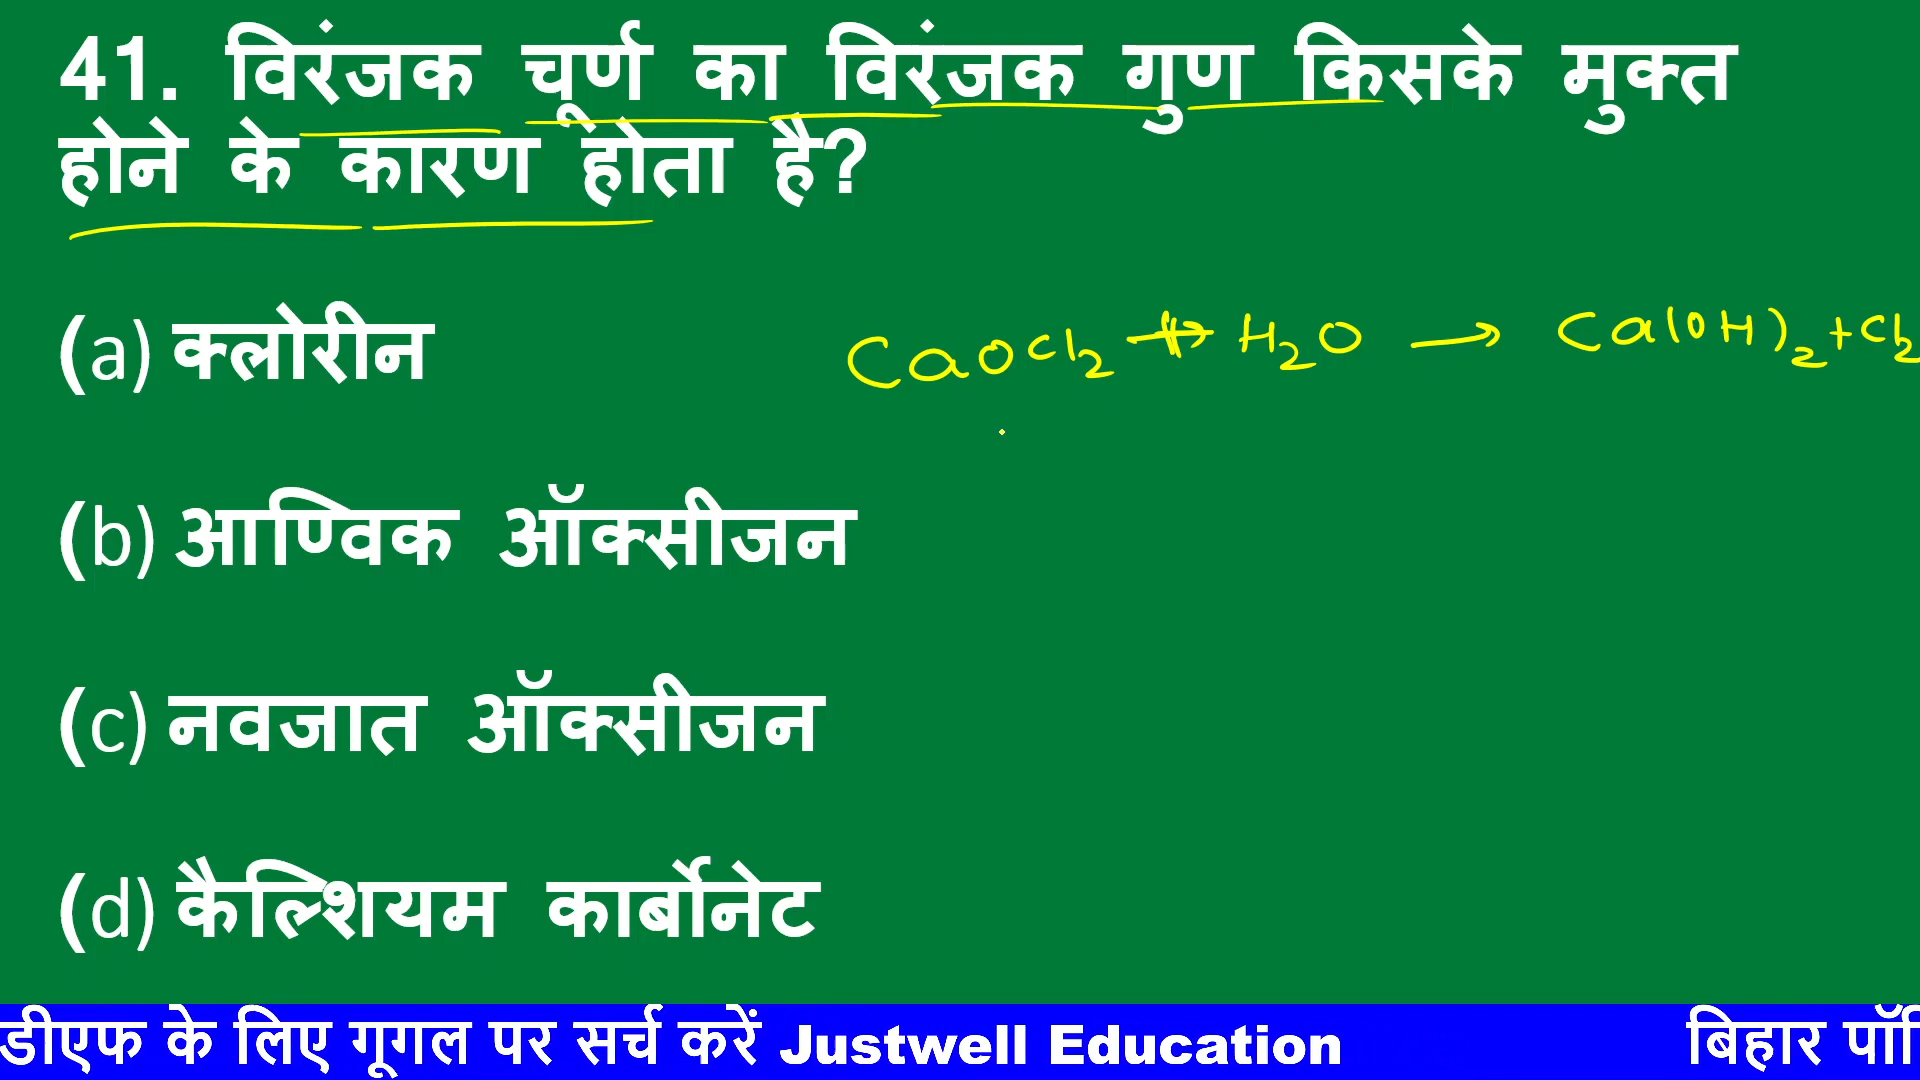 41. विरंजक चूर्ण का विरंजक गुण किसके मुक्त
होने के कारण होता है?
(a) क्लोरीन
CaOCl2 + H2O → Ca(OH)2 + Cl2
(b) आण्विक ऑक्सीजन
(c) नवजात ऑक्सीजन
(d) कैल्शियम कार्बोनेट
डीएफ के लिए गूगल पर सर्च करें Justwell Education बिहार